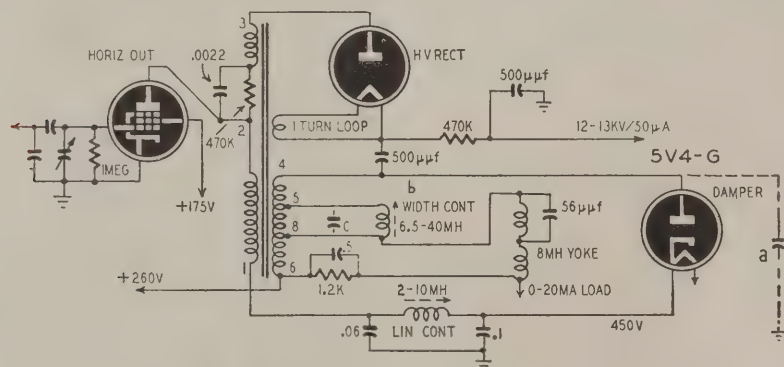 3
HORIZ OUT
.0022
HV RECT
500μμf
470K
2
1 TURN LOOP
470K
12-13KV/50μA
1MEG
+175V
4
500μμf
5V4-G
b
DAMPER
5
WIDTH CONT
6.5-40MH
56μμf
C
8
8MH YOKE
a
.5
6
1.2K
1
+260V
2-10MH
0-20MA LOAD
450V
.06
LIN CONT
.1